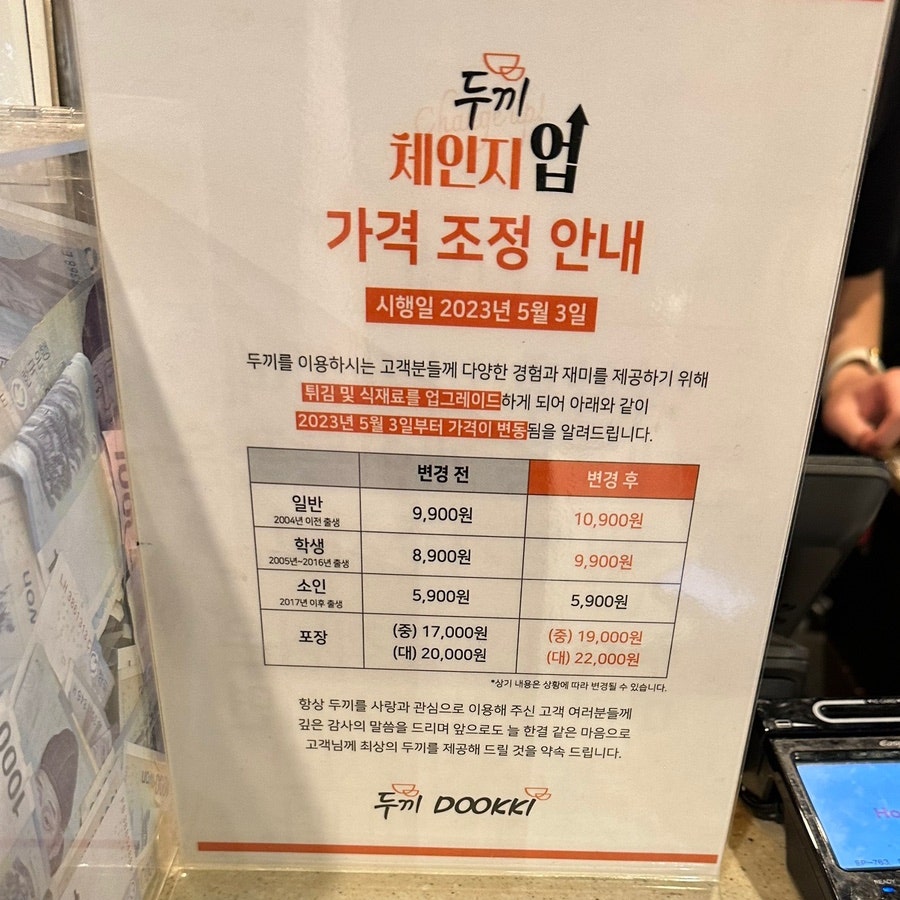 두끼
체인지업
가격 조정 안내
시행일 2023년 5월 3일
두끼를 이용하시는 고객분들께 다양한 경험과 재미를 제공하기 위해
튀김 및 식재료를 업그레이드하게 되어 아래와 같이
2023년 5월 3일부터 가격이 변동됨을 알려드립니다.
변경 전 변경 후
일반 9,900원 10,900원
2004년 이전 출생
학생 8,900원 9,900원
2005년~2016년 출생
소인 5,900원 5,900원
2017년 이후 출생
포장 (중) 17,000원 (중) 19,000원
(대) 20,000원 (대) 22,000원
*상기 내용은 상황에 따라 변경될 수 있습니다.
항상 두끼를 사랑과 관심으로 이용해 주신 고객 여러분들께
깊은 감사의 말씀을 드리며 앞으로도 늘 한결 같은 마음으로
고객님께 최상의 두끼를 제공해 드릴 것을 약속 드립니다.
두끼 DOOKKI